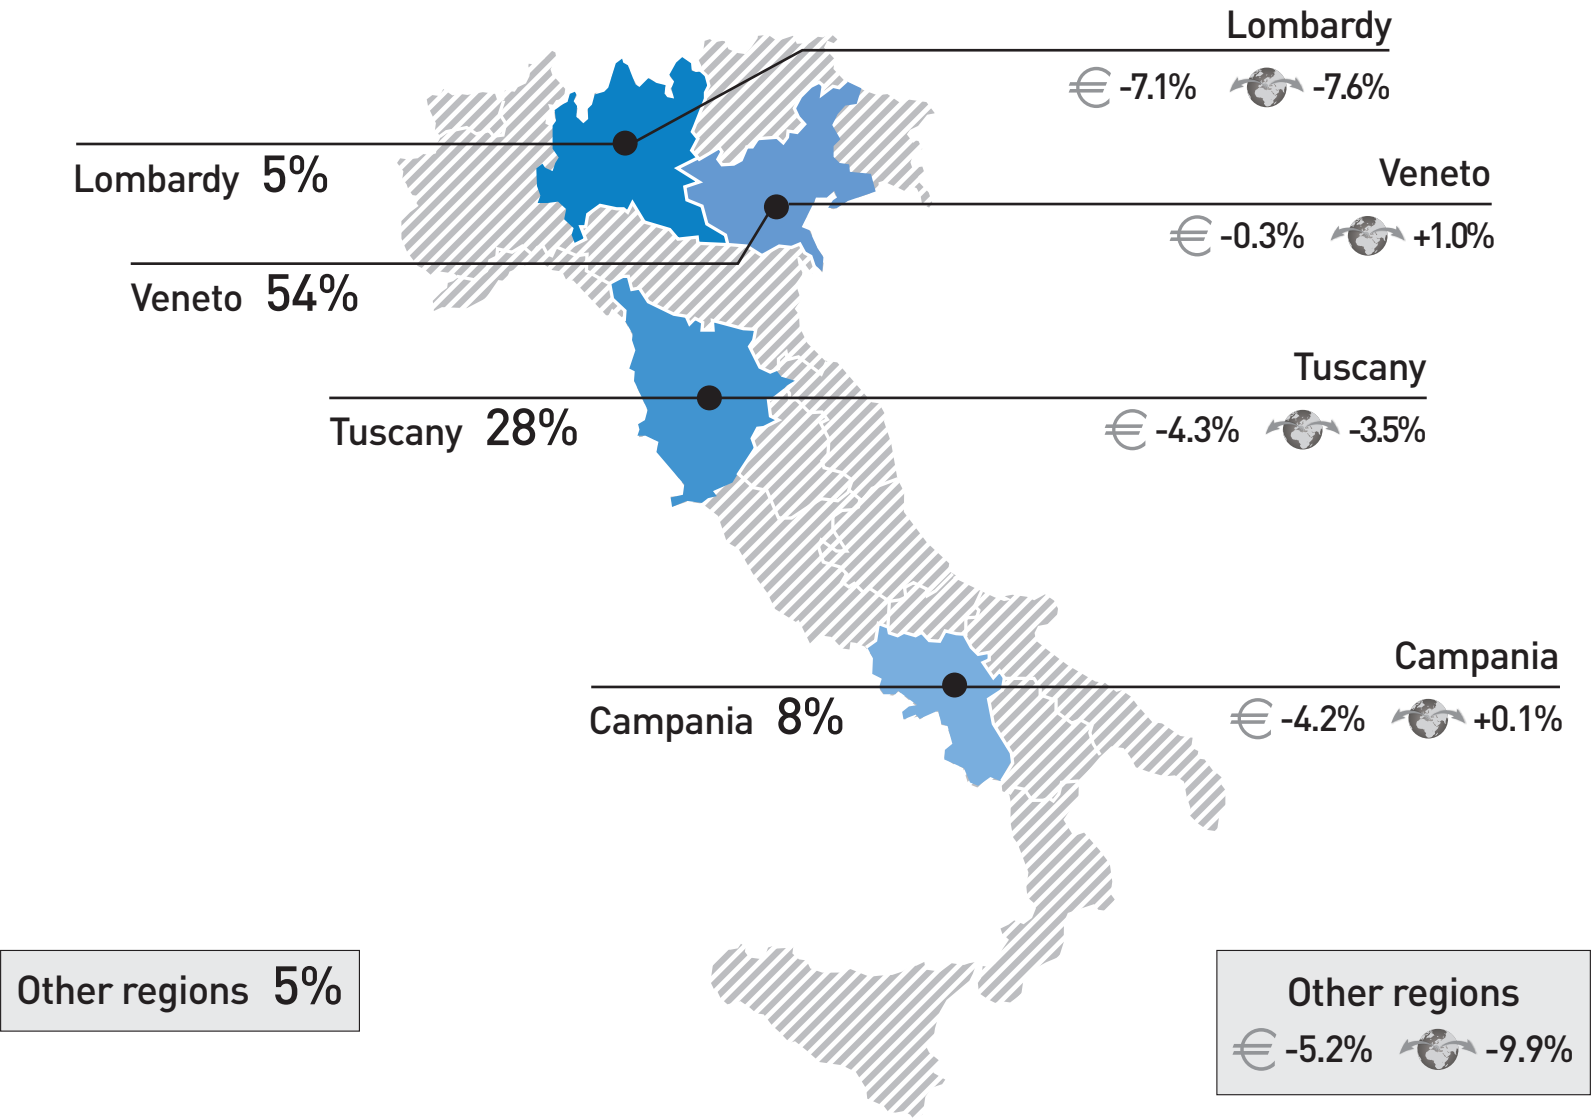 Lombardy
€ -7.1% -7.6%
Lombardy 5%
Veneto
€ -0.3% +1.0%
Veneto 54%
Tuscany
€ -4.3% -3.5%
Tuscany 28%
Campania
€ -4.2% +0.1%
Campania 8%
Other regions 5%
Other regions
€ -5.2% -9.9%